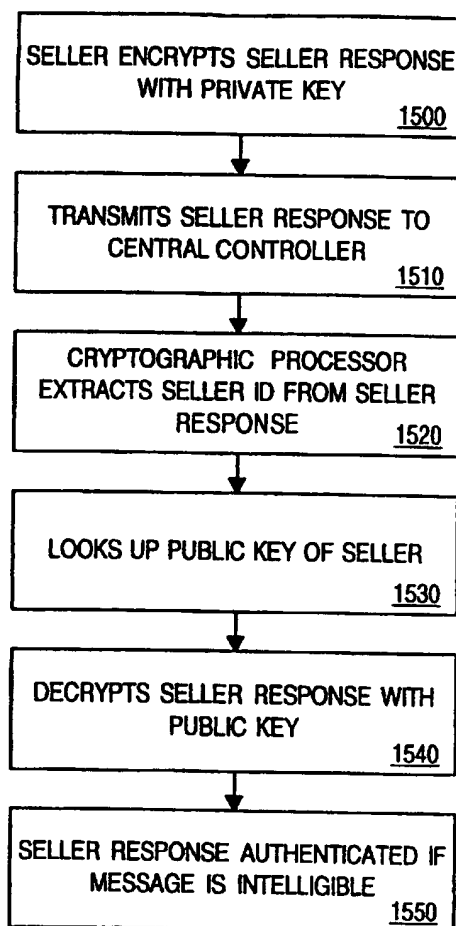 SELLER ENCRYPTS SELLER RESPONSE
WITH PRIVATE KEY
1500
TRANSMITS SELLER RESPONSE TO
CENTRAL CONTROLLER
1510
CRYPTOGRAPHIC PROCESSOR
EXTRACTS SELLER ID FROM SELLER
RESPONSE
1520
LOOKS UP PUBLIC KEY OF SELLER
1530
DECRYPTS SELLER RESPONSE WITH
PUBLIC KEY
1540
SELLER RESPONSE AUTHENTICATED IF
MESSAGE IS INTELLIGIBLE
1550